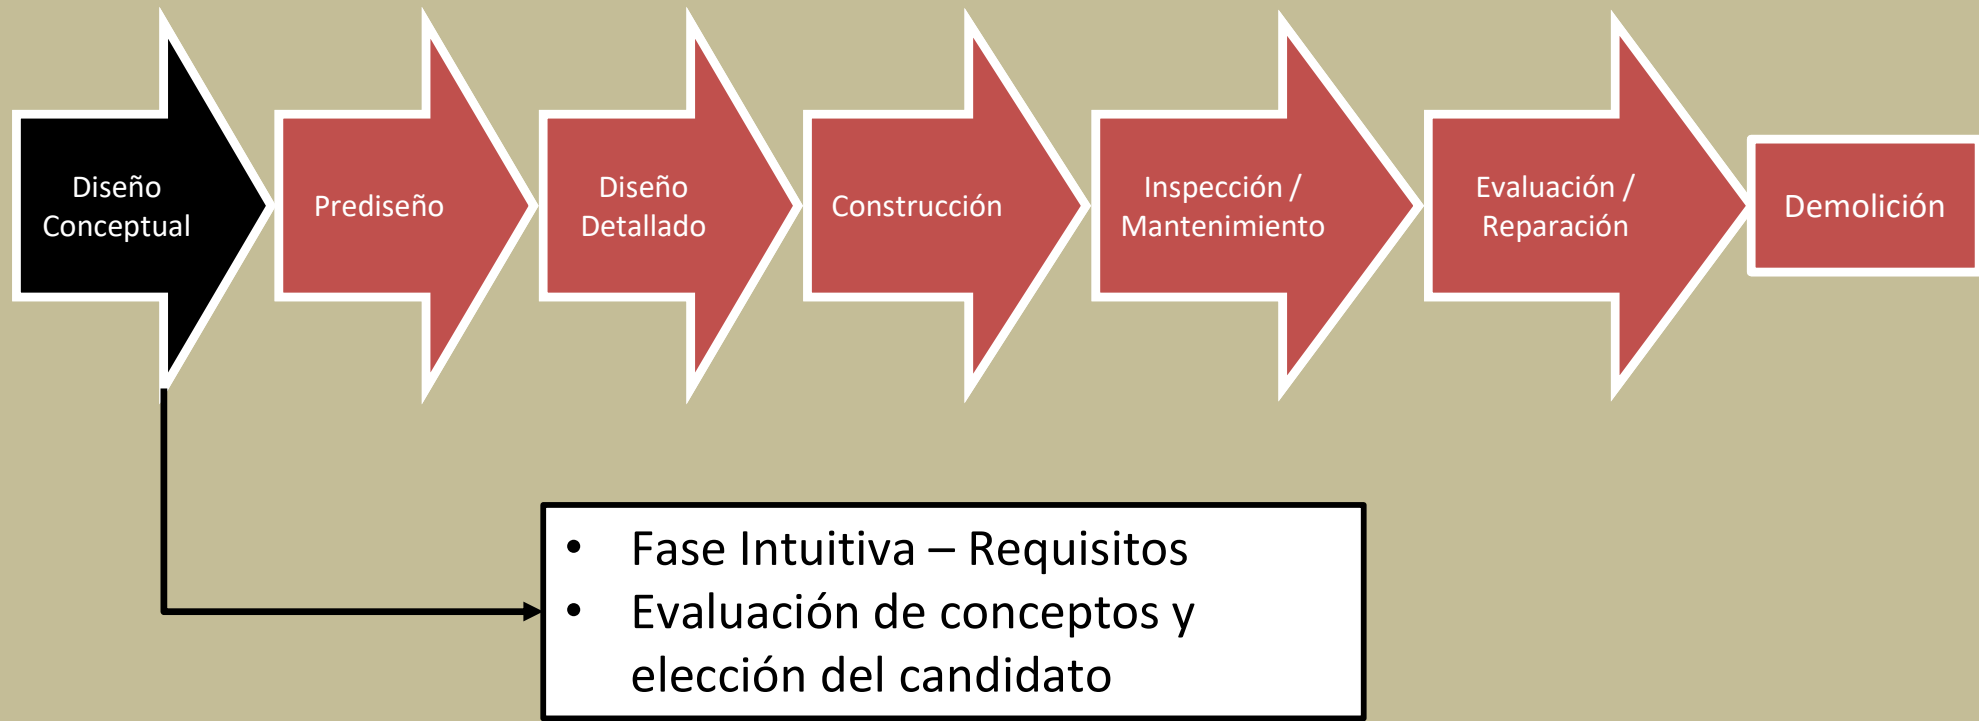 Diseño
Conceptual
Prediseño
Diseño
Detallado
Construcción
Inspección /
Mantenimiento
Evaluación /
Reparación
Demolición
• Fase Intuitiva – Requisitos
• Evaluación de conceptos y
elección del candidato